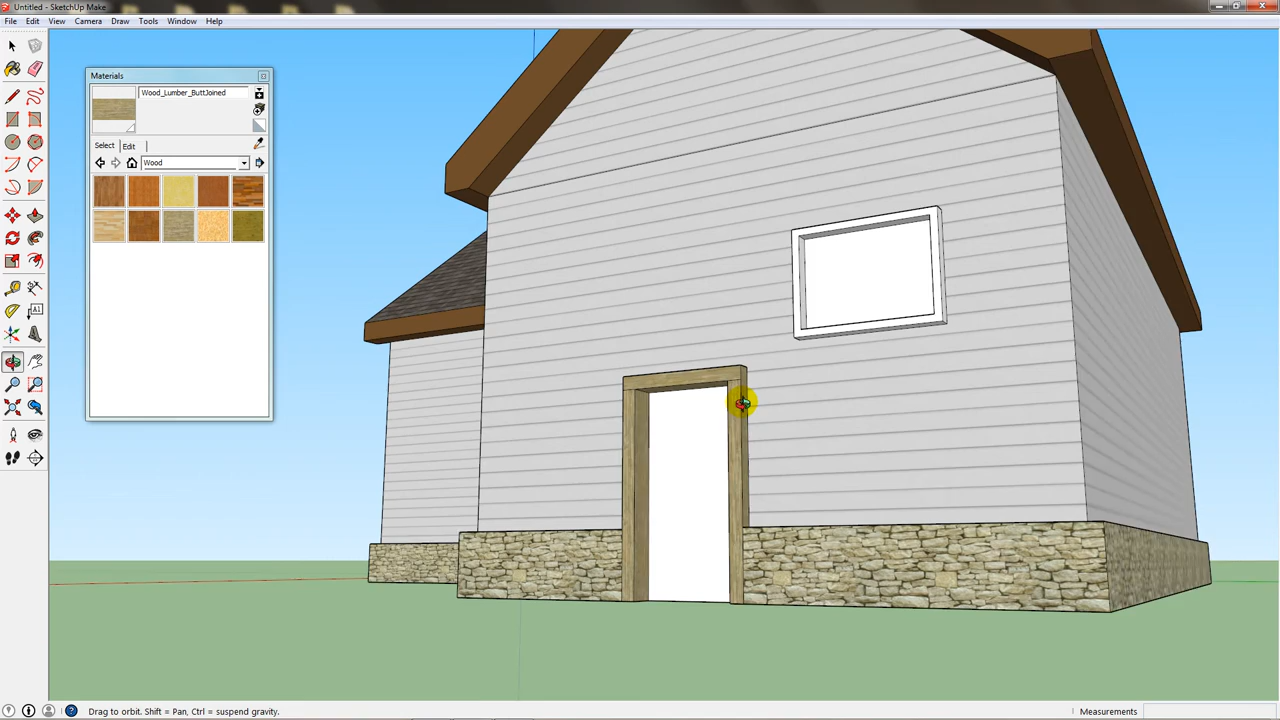 Untitled - SketchUp Make
File Edit View Camera Draw Tools Window Help
Materials
Wood_Lumber_ButtJoined
Select Edit
Wood
A1
Drag to orbit. Shift = Pan, Ctrl = suspend gravity.
Measurements